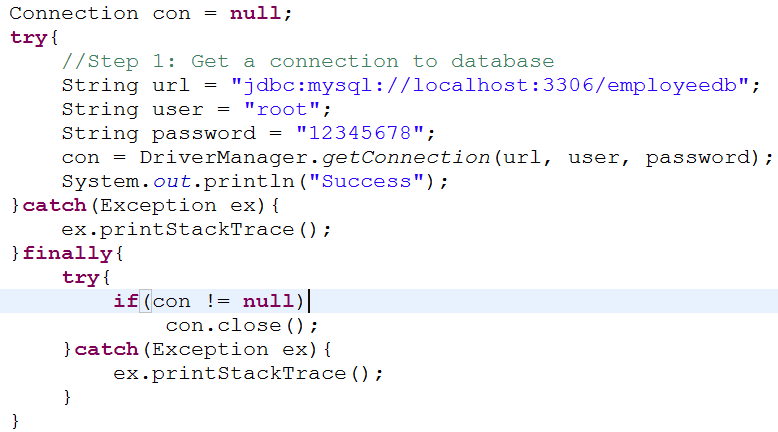 Connection con = null;
try{
    //Step 1: Get a connection to database
    String url = "jdbc:mysql://localhost:3306/employeedb";
    String user = "root";
    String password = "12345678";
    con = DriverManager.getConnection(url, user, password);
    System.out.println("Success");
}catch(Exception ex){
    ex.printStackTrace();
}finally{
    try{
        if(con != null)
            con.close();
    }catch(Exception ex){
        ex.printStackTrace();
    }
}